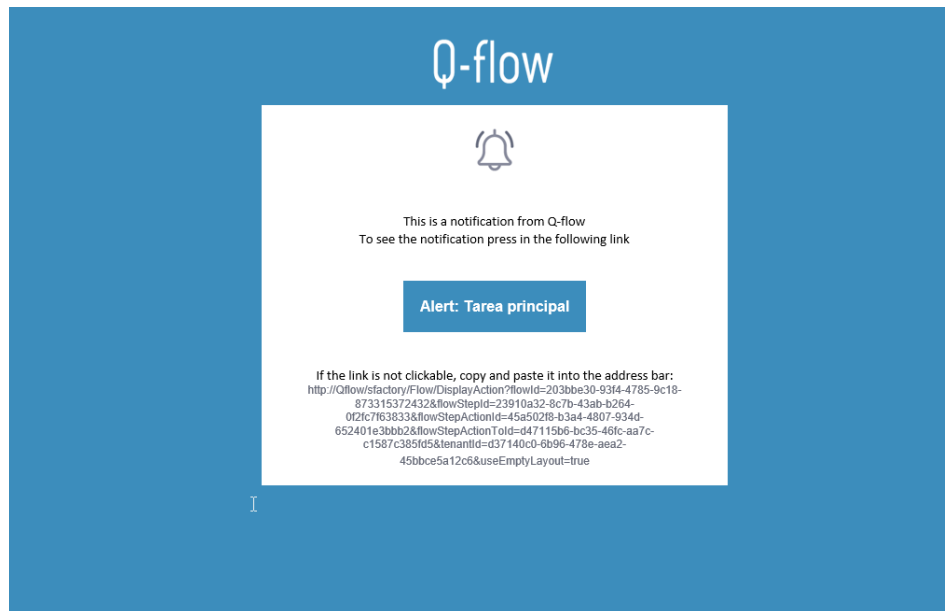 Q-flow
This is a notification from Q-flow
To see the notification press in the following link
Alert: Tarea principal
If the link is not clickable, copy and paste it into the address bar:
http://Qflow/sfactory/Flow/DisplayAction?flowId=203bbe30-93f4-4785-9c18-
873315372432&flowStepId=23910a32-8c7b-43ab-b264-
0f2fc7f63833&flowStepActionId=45a502f8-b3a4-4807-934d-
652401e3bbb2&flowStepActionToId=d47115b6-bc35-46fc-aa7c-
c1587c385fd5&tenantId=d37140c0-6b96-478e-aea2-
45bbce5a12c6&useEmptyLayout=true